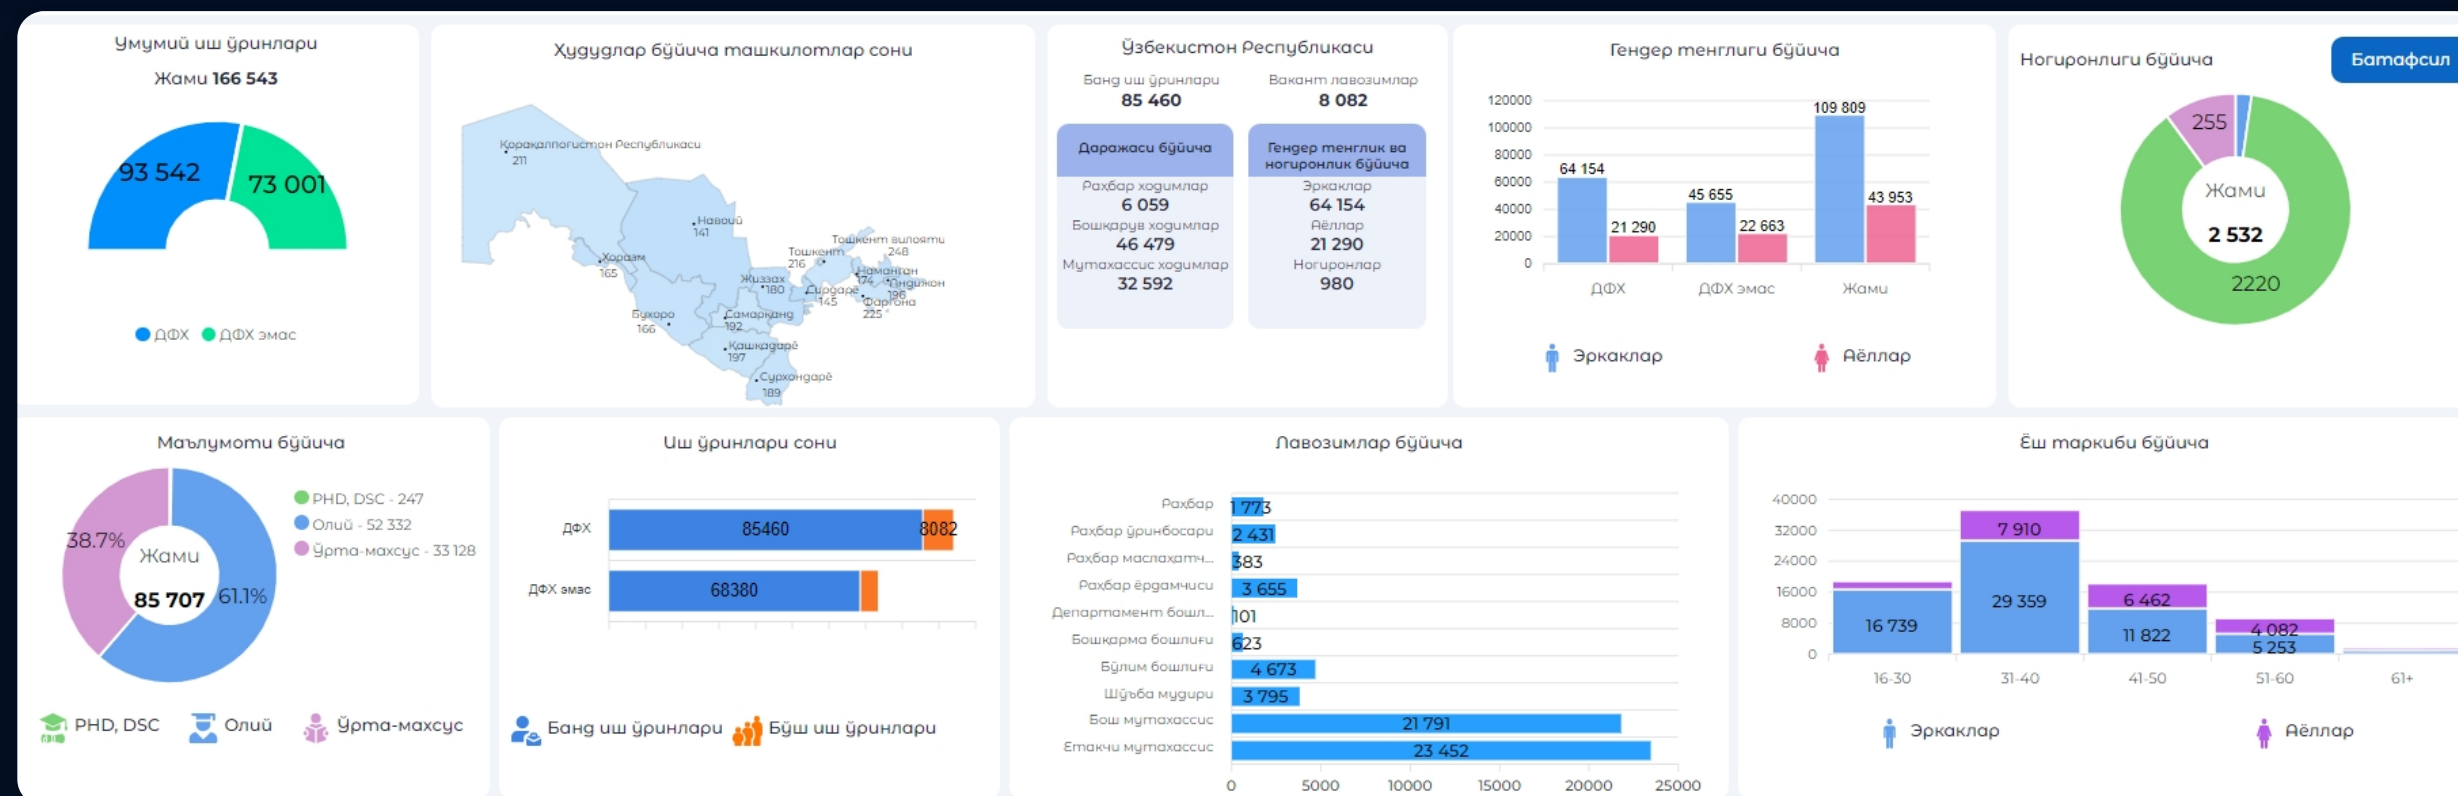 Умумий иш ўринлари
Жами 166 543
93 542
73 001
ДФХ
ДФХ эмас
Ҳудудлар бўйича ташкилотлар сони
Қорақалпоғистон Республикаси
211
Навоий
141
Хоразм
165
Тошкент вилояти
248
Тошкент
216
Наманган
174
Андижон
196
Жиззах
180
Сирдарё
145
Фарғона
225
Бухоро
166
Самарқанд
192
Қашқадарё
197
Сурхондарё
189
Ўзбекистон Республикаси
Банд иш ўринлари
85 460
Вакант лавозимлар
8 082
Даражаси бўйича
Раҳбар ходимлар
6 059
Бошқарув ходимлар
46 479
Мутахассис ходимлар
32 592
Гендер тенглик ва
ногиронлик бўйича
Эркаклар
64 154
Аёллар
21 290
Ногиронлар
980
Гендер тенглиги бўйича
120000
100000
80000
60000
40000
20000
0
64 154
21 290
45 655
22 663
109 809
43 953
ДФХ
ДФХ эмас
Жами
Эркаклар
Аёллар
Ногиронлиги бўйича
Батафсил
255
Жами
2 532
2220
Маълумоти бўйича
38.7%
Жами
85 707
61.1%
PHD, DSC - 247
Олий - 52 332
Ўрта-махсус - 33 128
PHD, DSC
Олий
Ўрта-махсус
Иш ўринлари сони
ДФХ
85460
8082
ДФХ эмас
68380
Банд иш ўринлари
Бўш иш ўринлари
Лавозимлар бўйича
Раҳбар
1 773
Раҳбар ўринбосари
2 431
Раҳбар маслаҳатч...
383
Раҳбар ёрдамчиси
3 655
Департамент бошл...
101
Бошқарма бошлиғи
623
Бўлим бошлиғи
4 673
Шўъба мудири
3 795
Бош мутахассис
21 791
Етакчи мутахассис
23 452
0
5000
10000
15000
20000
25000
Ёш таркиби бўйича
40000
32000
24000
16000
8000
0
16 739
7 910
29 359
6 462
11 822
4 082
5 253
16-30
31-40
41-50
51-60
61+
Эркаклар
Аёллар